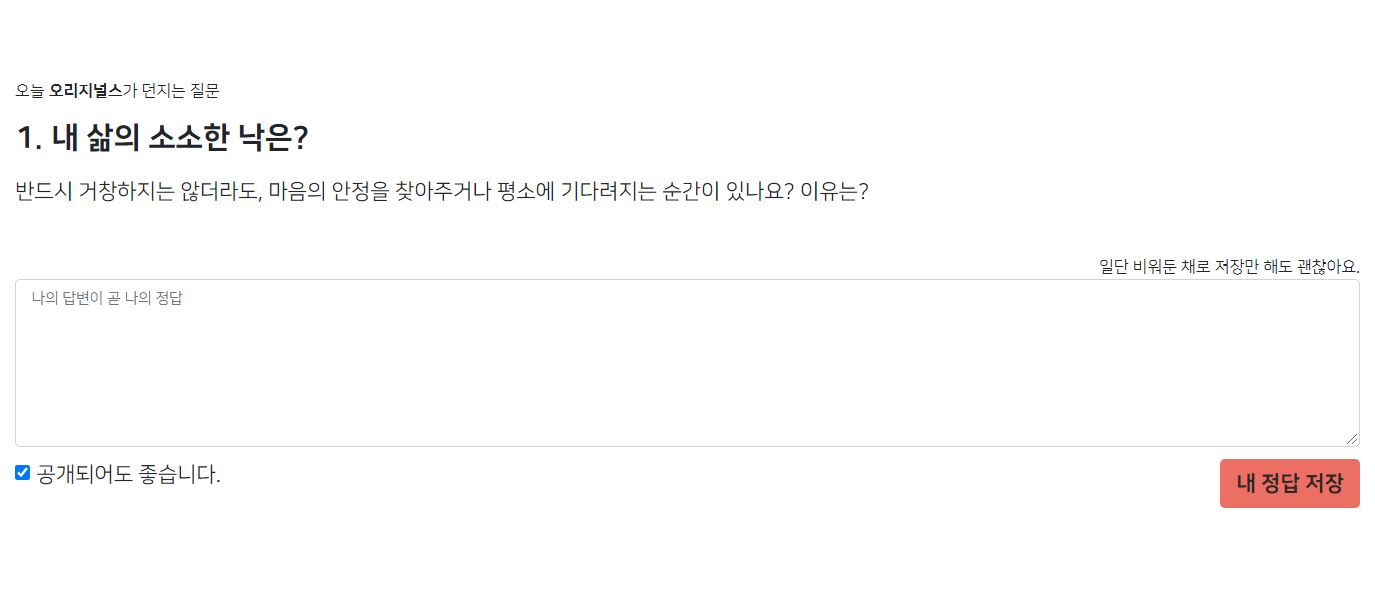 오늘 오리지널스가 던지는 질문
1. 내 삶의 소소한 낙은?
반드시 거창하지는 않더라도, 마음의 안정을 찾아주거나 평소에 기다려지는 순간이 있나요? 이유는?
일단 비워둔 채로 저장만 해도 괜찮아요.
나의 답변이 곧 나의 정답
공개되어도 좋습니다.
내 정답 저장